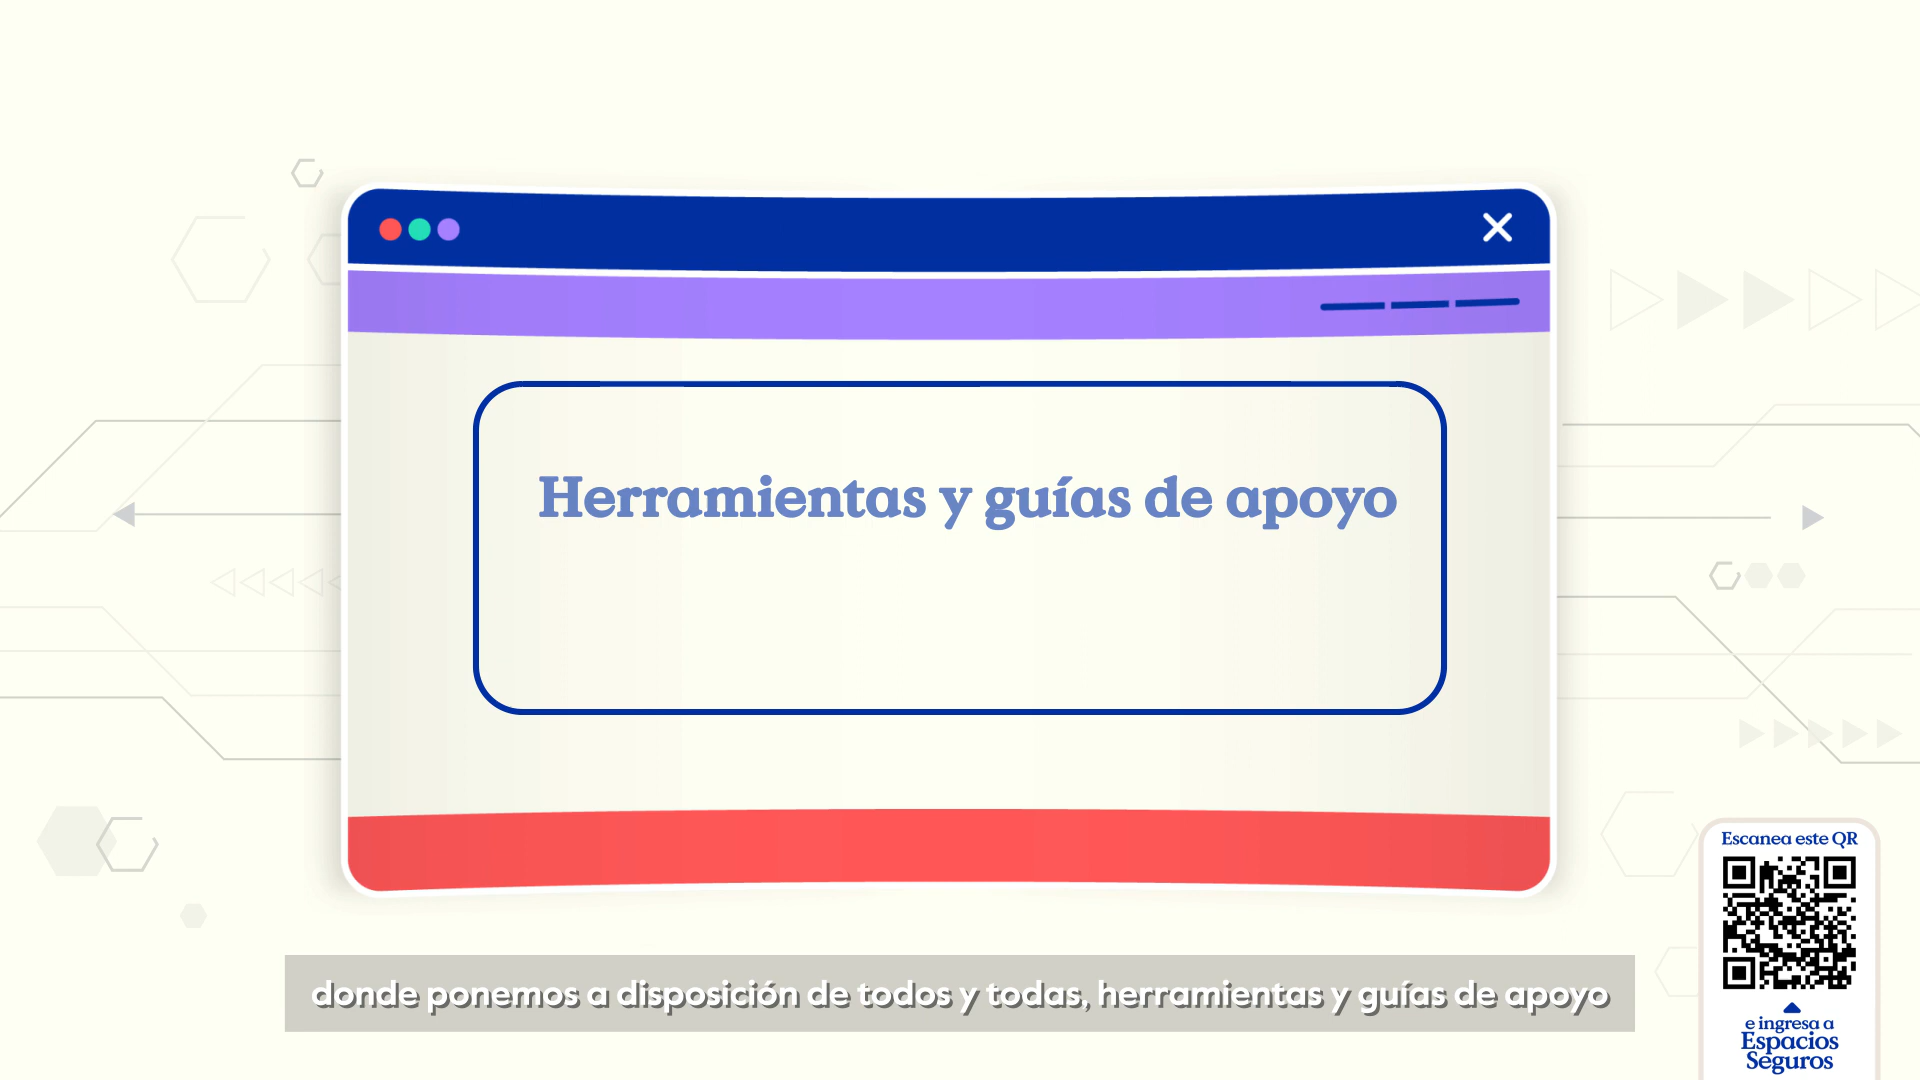 Herramientas y guías de apoyo
donde ponemos a disposición de todos y todas, herramientas y guías de apoyo
Escanea este QR
e ingresa a
Espacios
Seguros